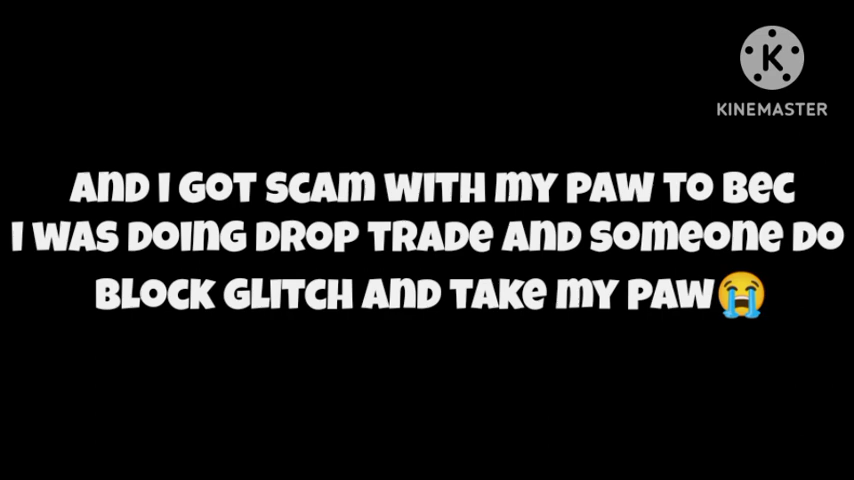 KINEMASTER
AND I GOT SCAM WITH MY PAW TO BEC
I WAS DOING DROP TRADE AND SOMEONE DO
BLOCK GLITCH AND TAKE MY PAW😭